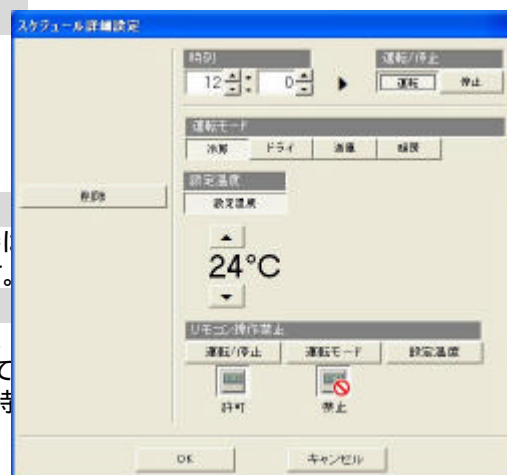 スケジュール詳細設定
時刻
運転/停止
12 : 0 ▶ 運転 停止
運転モード
冷房 ドライ 送風 暖房
設定温度
設定温度
削除
は
24°C
す。
リモコン操作禁止
運転/停止 運転モード 設定温度
て
時
許可 禁止
OK キャンセル